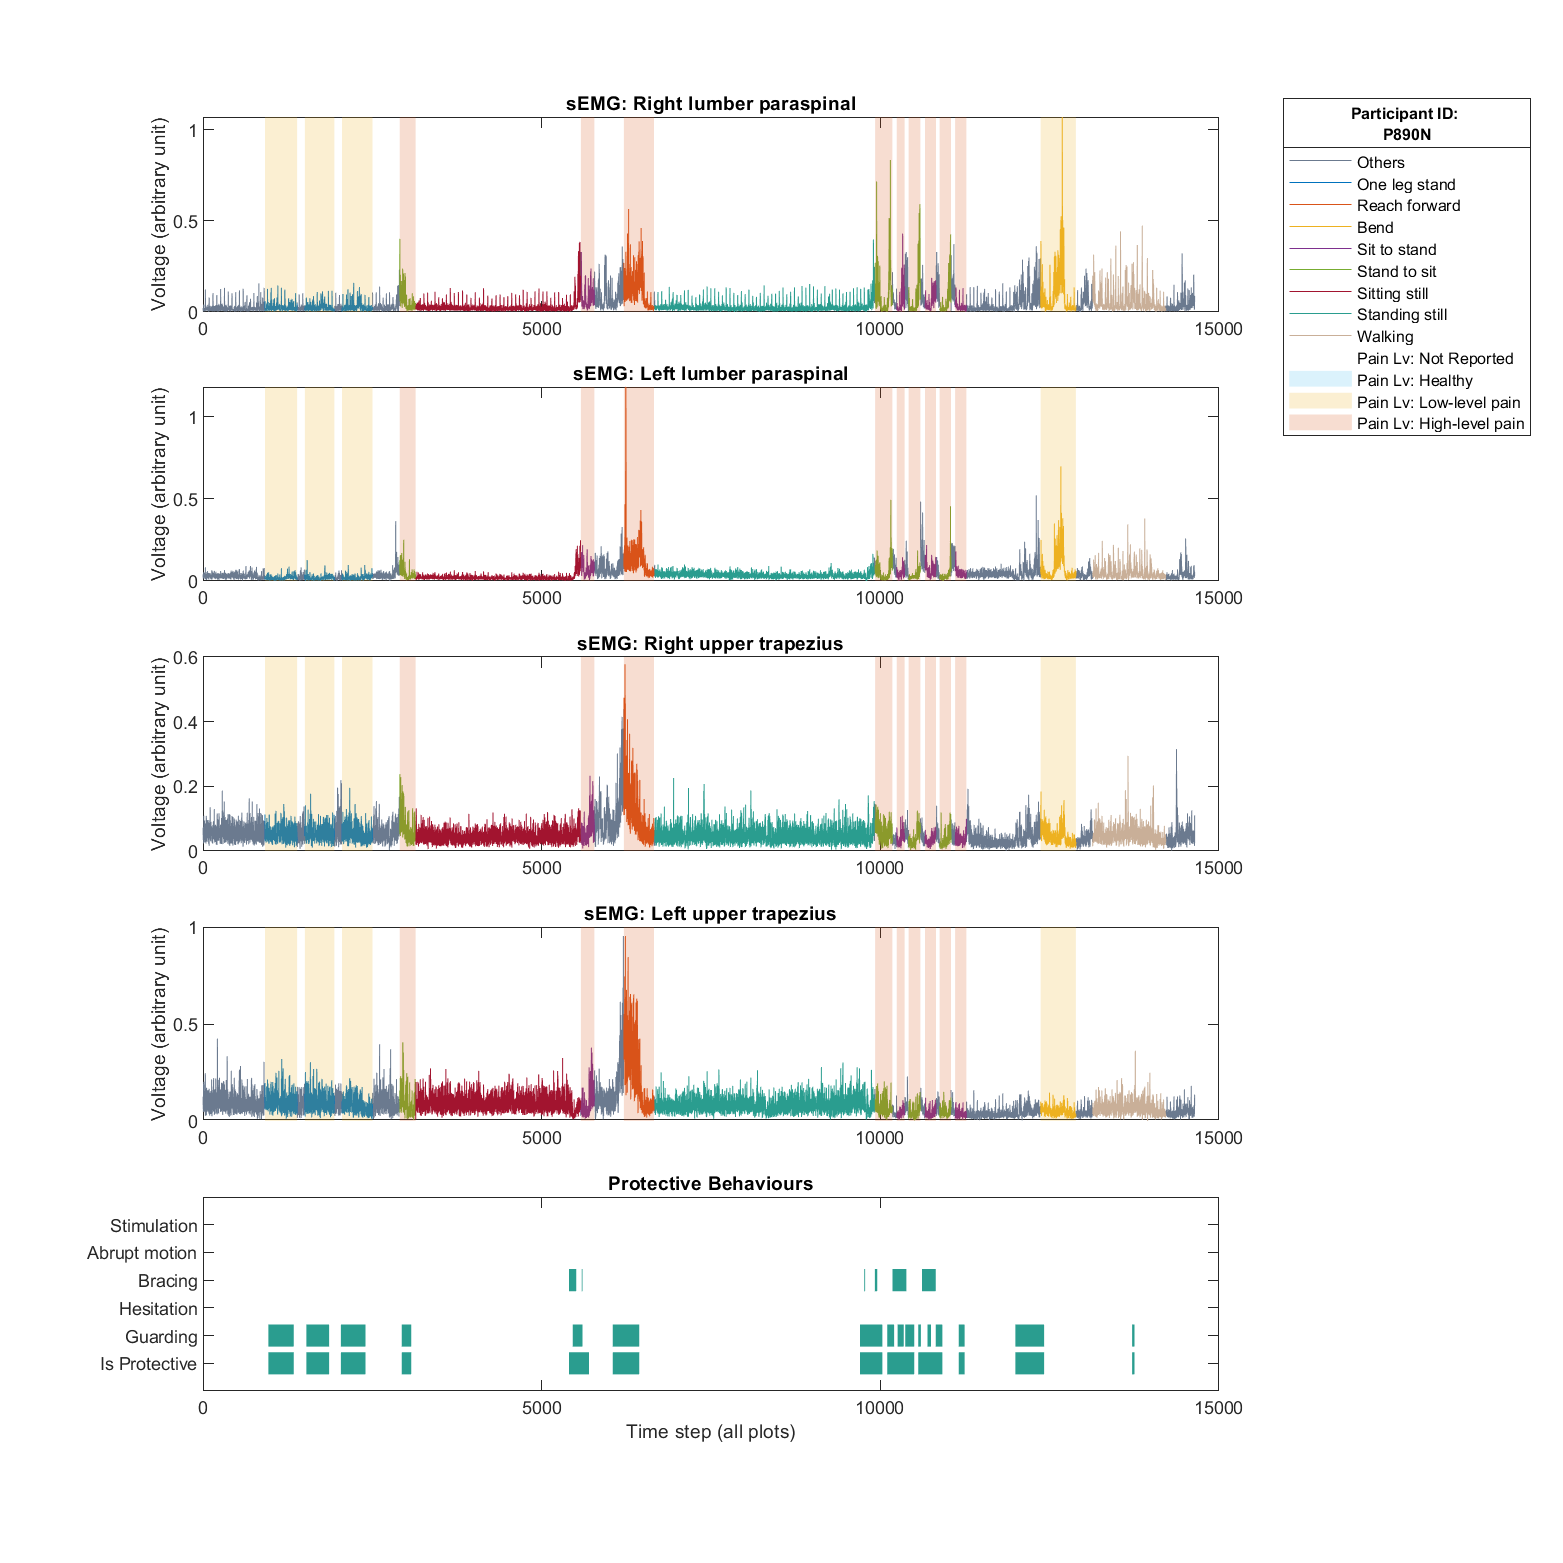 sEMG: Right lumber paraspinal
Voltage (arbitrary unit)
1
0.5
0
0
5000
10000
15000
Participant ID:
P890N
Others
One leg stand
Reach forward
Bend
Sit to stand
Stand to sit
Sitting still
Standing still
Walking
Pain Lv: Not Reported
Pain Lv: Healthy
Pain Lv: Low-level pain
Pain Lv: High-level pain
sEMG: Left lumber paraspinal
Voltage (arbitrary unit)
1
0.5
0
0
5000
10000
15000
sEMG: Right upper trapezius
Voltage (arbitrary unit)
0.6
0.4
0.2
0
0
5000
10000
15000
sEMG: Left upper trapezius
Voltage (arbitrary unit)
1
0.5
0
0
5000
10000
15000
Protective Behaviours
Stimulation
Abrupt motion
Bracing
Hesitation
Guarding
Is Protective
0
5000
10000
15000
Time step (all plots)